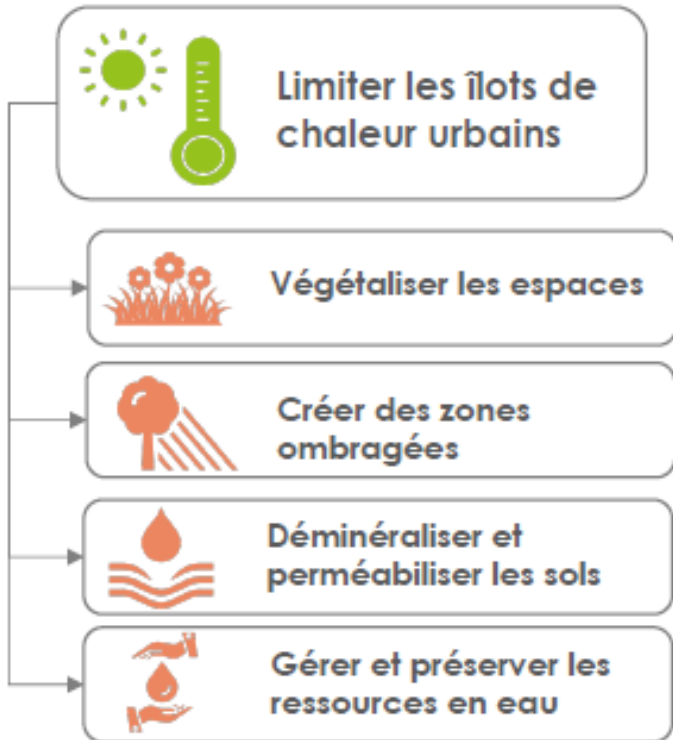 Limiter les îlots de
chaleur urbains
Végétaliser les espaces
Créer des zones
ombragées
Déminéraliser et
perméabiliser les sols
Gérer et préserver les
ressources en eau